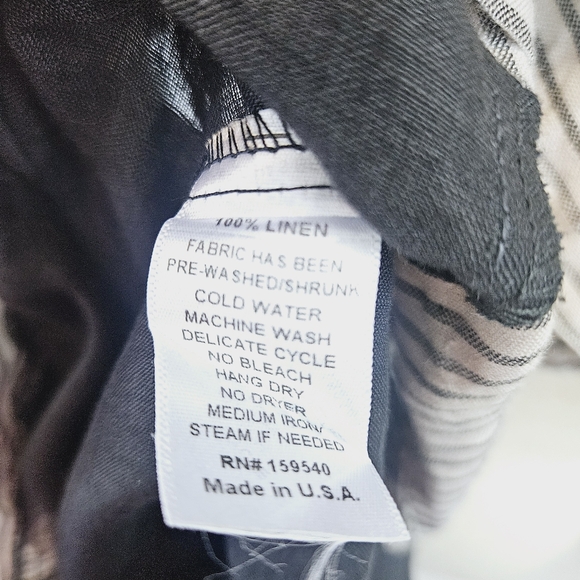 100% LINEN
FABRIC HAS BEEN
PRE-WASHED/SHRUNK
COLD WATER
MACHINE WASH
DELICATE CYCLE
NO BLEACH
HANG DRY
NO DRYER
MEDIUM IRON/
STEAM IF NEEDED
RN# 159540
Made in U.S.A.